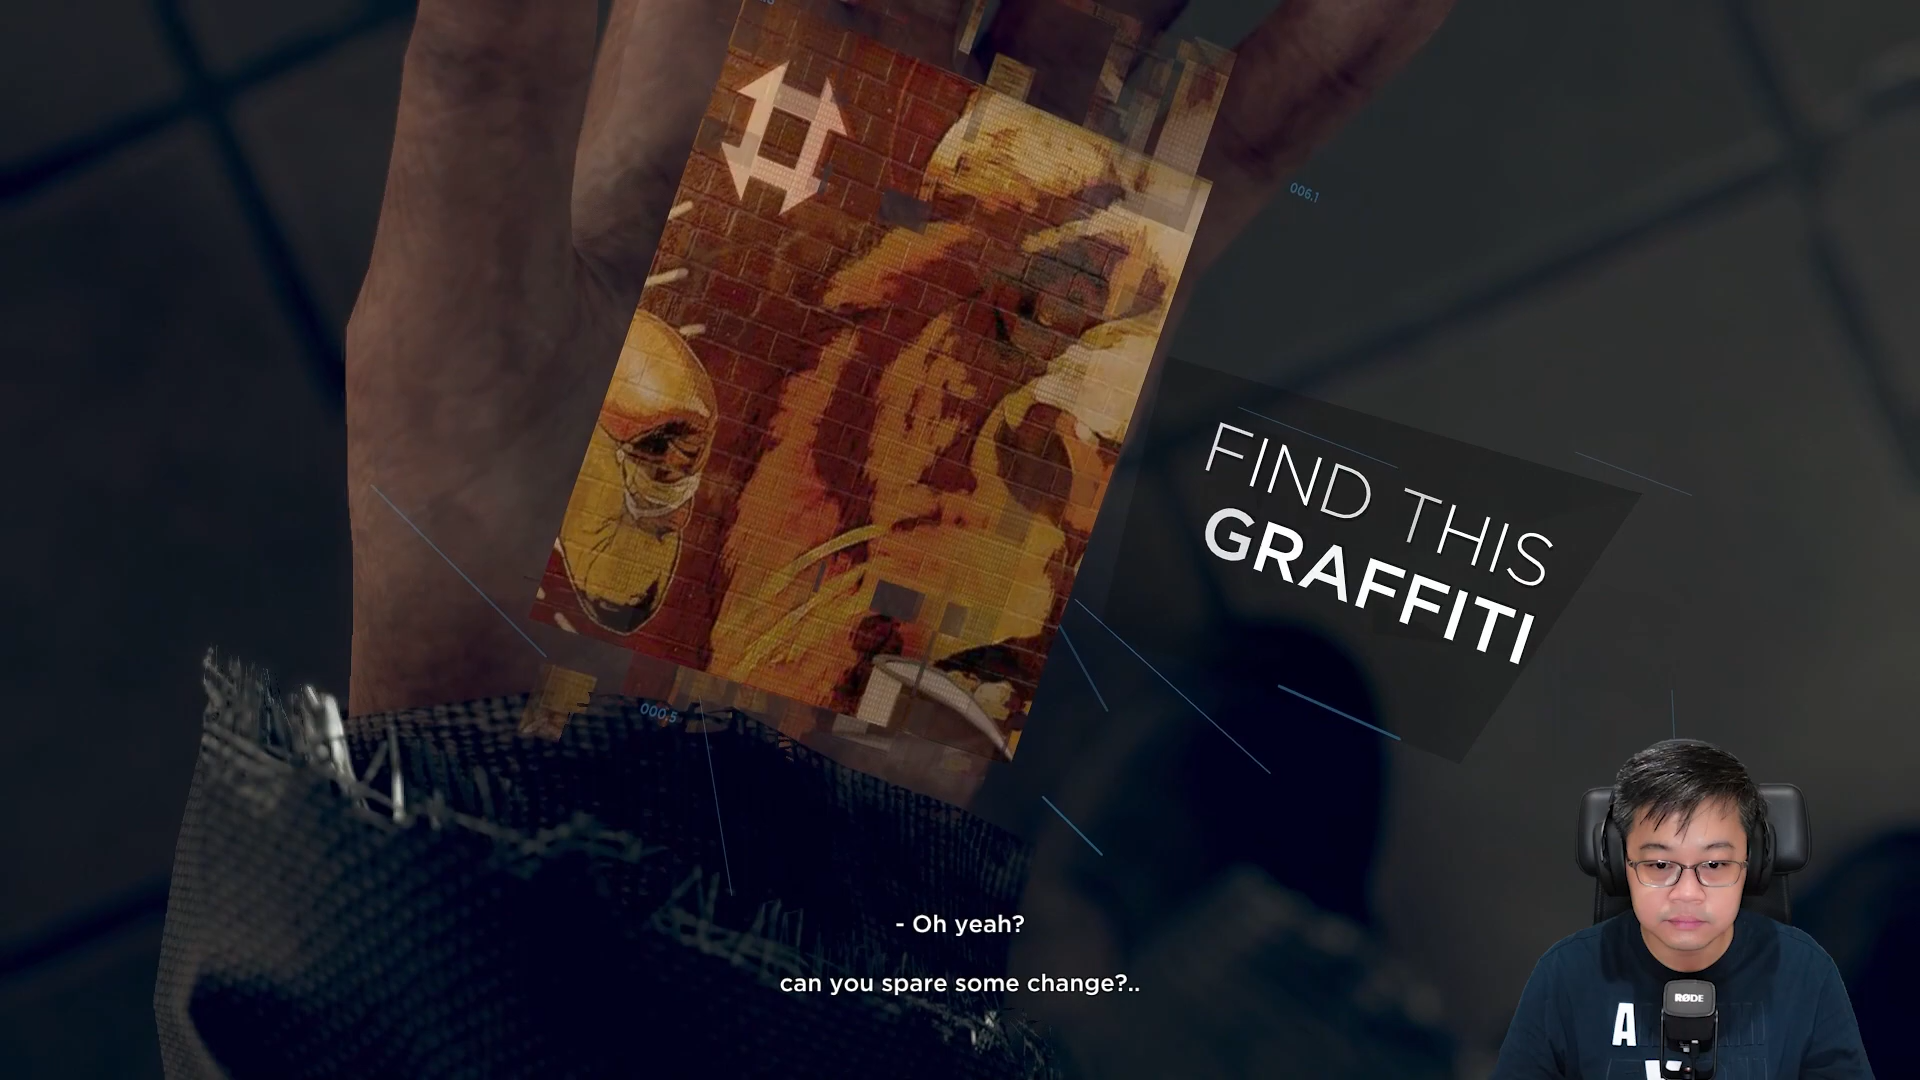 006.1
FIND THIS
GRAFFITI
000.5
- Oh yeah?
can you spare some change?..
RØDE
A